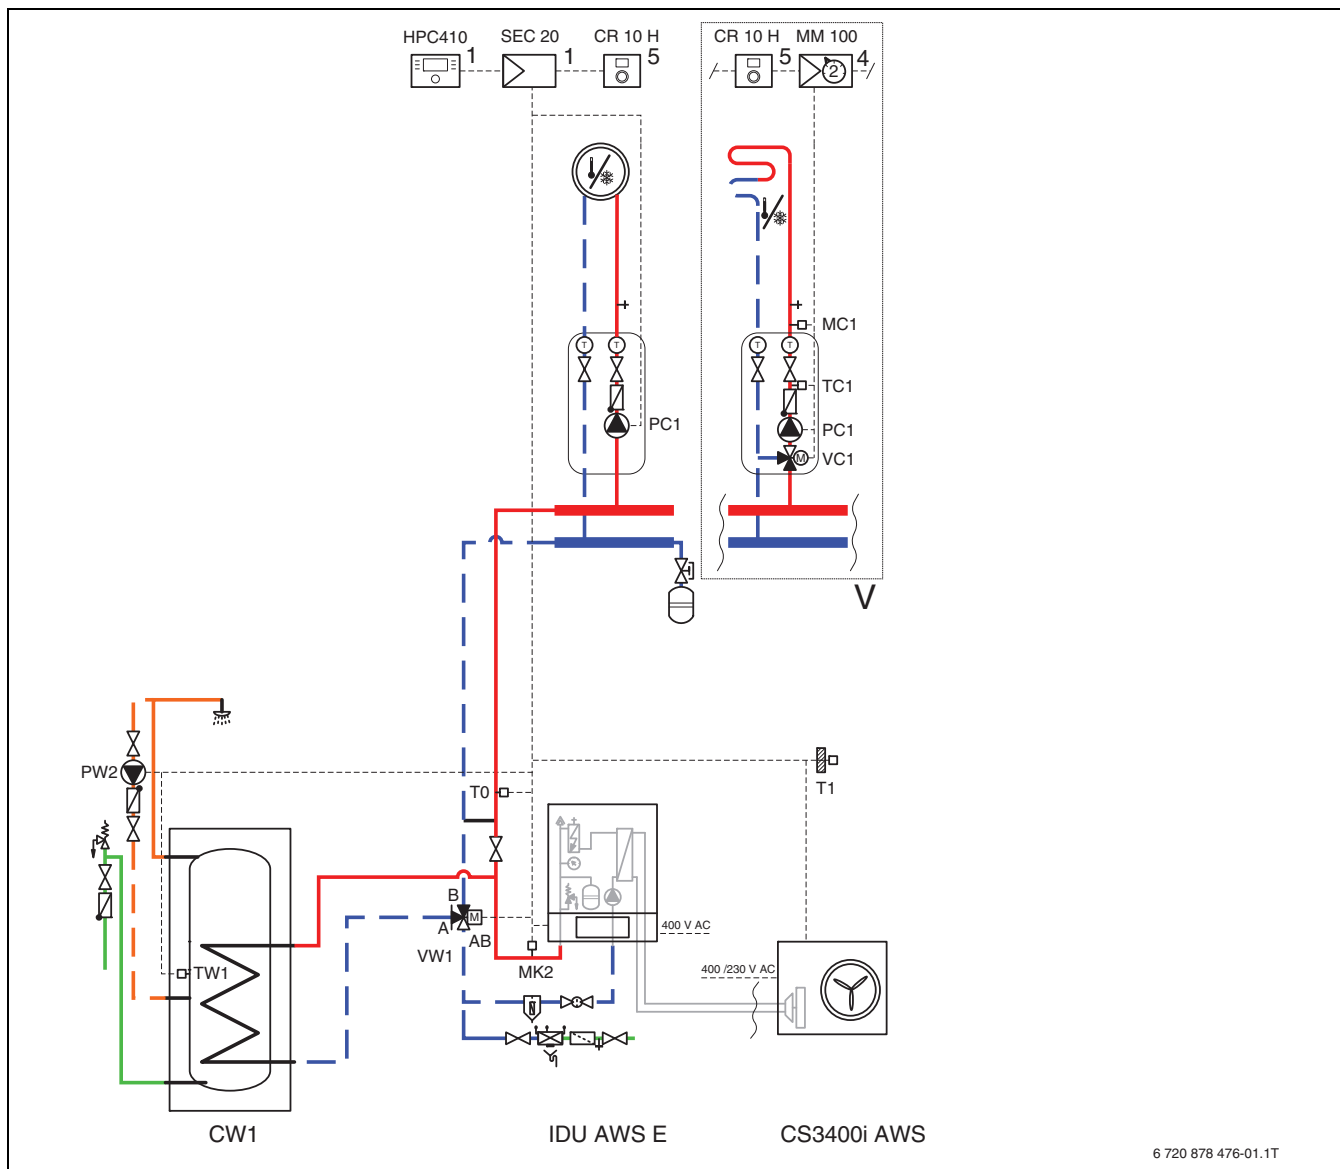 HPC410 1 SEC 20 1 CR 10 H 5
CR 10 H 5 MM 100 4
2
MC1
T T
T T
TC1
PC1
PC1
M VC1
V
PW2
T0
T1
B
A M
AB
VW1
400 V AC
TW1
MK2
400 /230 V AC
CW1
IDU AWS E
CS3400i AWS
6 720 878 476-01.1T